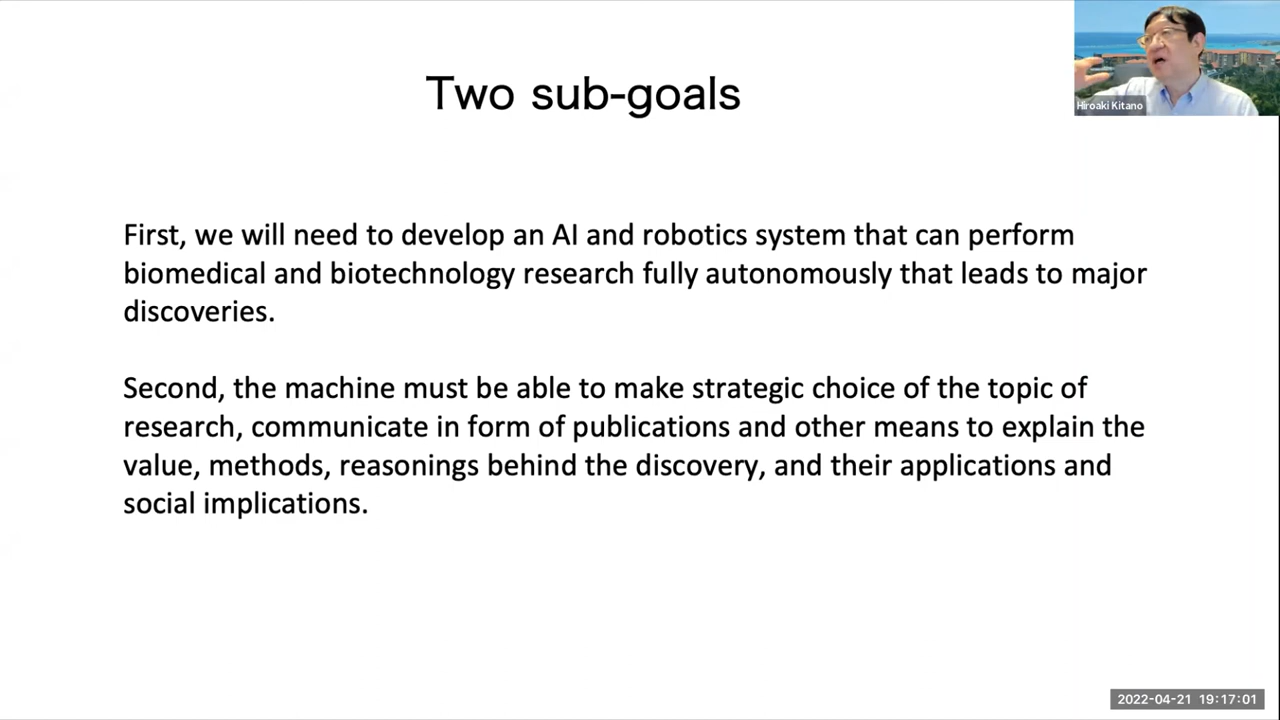 Two sub-goals
Hiroaki Kitano
First, we will need to develop an AI and robotics system that can perform
biomedical and biotechnology research fully autonomously that leads to major
discoveries.
Second, the machine must be able to make strategic choice of the topic of
research, communicate in form of publications and other means to explain the
value, methods, reasonings behind the discovery, and their applications and
social implications.
2022-04-21 19:17:01